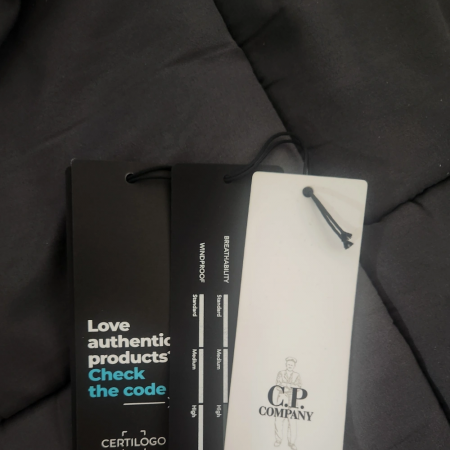 Love
authentic
products?
Check
the code
CERTILOGO
WINDPROOF
Standard
Medium
High
BREATHABILITY
Standard
Medium
High
C.P.
COMPANY